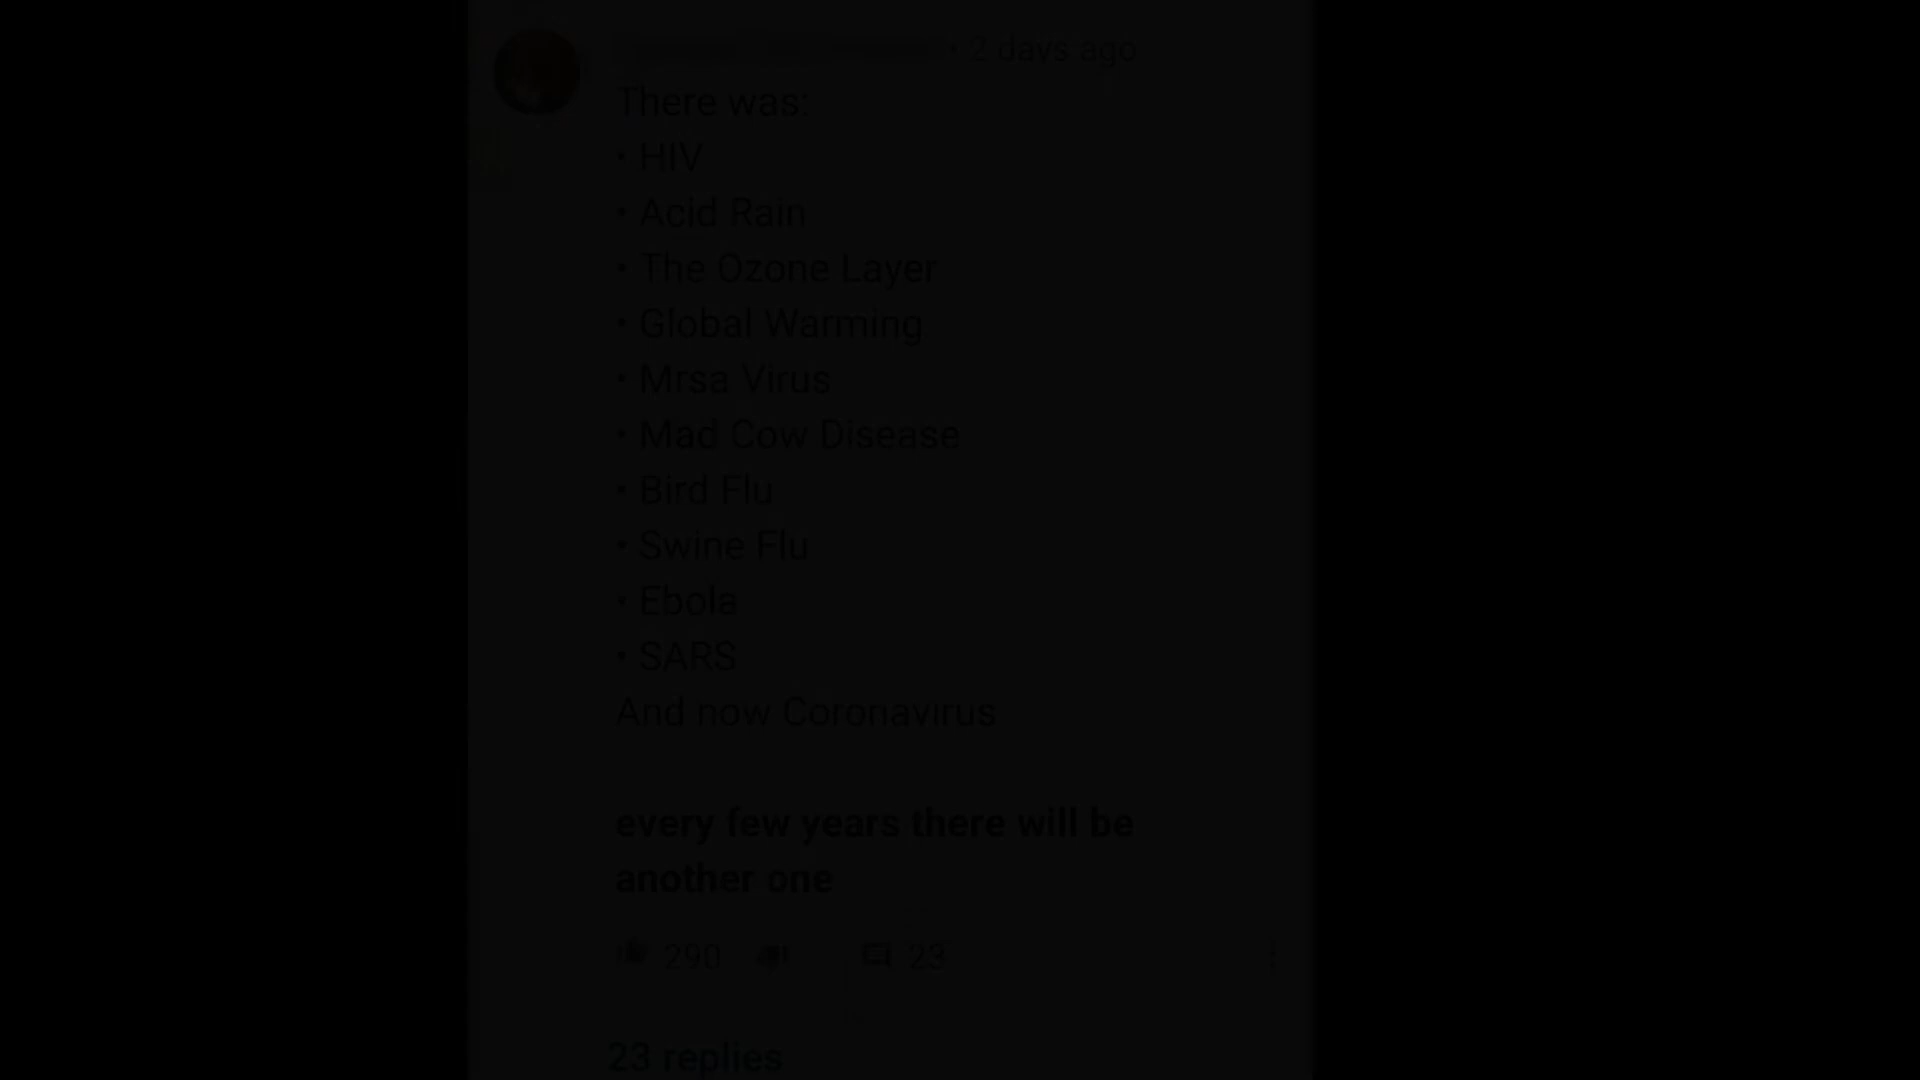 2 days ago
There was:
• HIV
• Acid Rain
• The Ozone Layer
• Global Warming
• Mrsa Virus
• Mad Cow Disease
• Bird Flu
• Swine Flu
• Ebola
• SARS
And now Coronavirus
every few years there will be
another one
290 23
23 replies